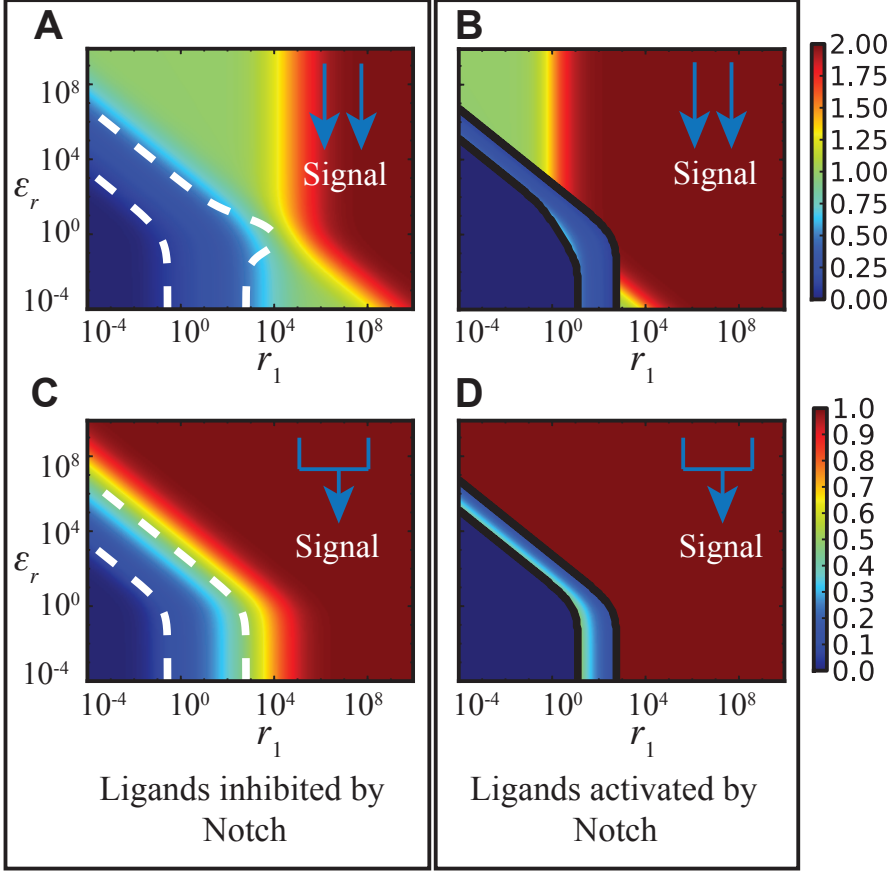 A
B
10^8
10^4
ε_r
10^0
10^-4
Signal
Signal
2.00
1.75
1.50
1.25
1.00
0.75
0.50
0.25
0.00
10^-4
10^0
10^4
10^8
10^-4
10^0
10^4
10^8
r_1
r_1
C
D
10^8
10^4
ε_r
10^0
10^-4
Signal
Signal
1.0
0.9
0.8
0.7
0.6
0.5
0.4
0.3
0.2
0.1
0.0
10^-4
10^0
10^4
10^8
10^-4
10^0
10^4
10^8
r_1
r_1
Ligands inhibited by
Notch
Ligands activated by
Notch